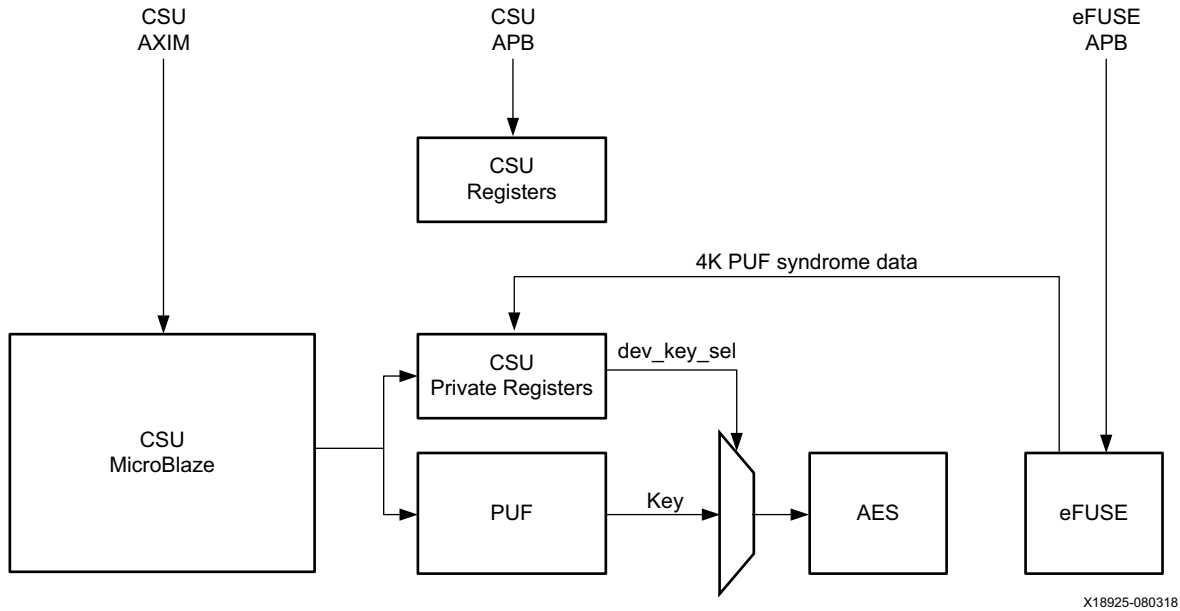 CSU
AXIM
CSU
APB
eFUSE
APB
CSU
Registers
4K PUF syndrome data
CSU
Private Registers
dev_key_sel
CSU
MicroBlaze
PUF
Key
AES
eFUSE
X18925-080318